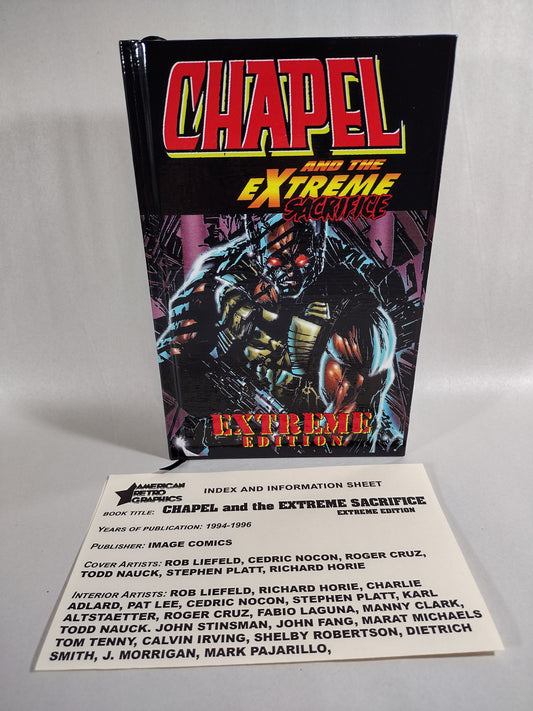 CHAPEL
AND THE
EXTREME
SACRIFICE
EXTREME
EDITION
AMERICAN
RETRO
GRAPHICS
INDEX AND INFORMATION SHEET
BOOK TITLE: CHAPEL and the EXTREME SACRIFICE
EXTREME EDITION
YEARS OF PUBLICATION: 1994-1996
PUBLISHER: IMAGE COMICS
COVER ARTISTS: ROB LIEFELD, CEDRIC NOCON, ROGER CRUZ,
TODD NAUCK, STEPHEN PLATT, RICHARD HORIE
INTERIOR ARTISTS: ROB LIEFELD, RICHARD HORIE, CHARLIE
ADLARD, PAT LEE, CEDRIC NOCON, STEPHEN PLATT, KARL
ALTSTAETTER, ROGER CRUZ, FABIO LAGUNA, MANNY CLARK,
TODD NAUCK. JOHN STINSMAN, JOHN FANG, MARAT MICHAELS
TOM TENNY, CALVIN IRVING, SHELBY ROBERTSON, DIETRICH
SMITH, J. MORRIGAN, MARK PAJARILLO,